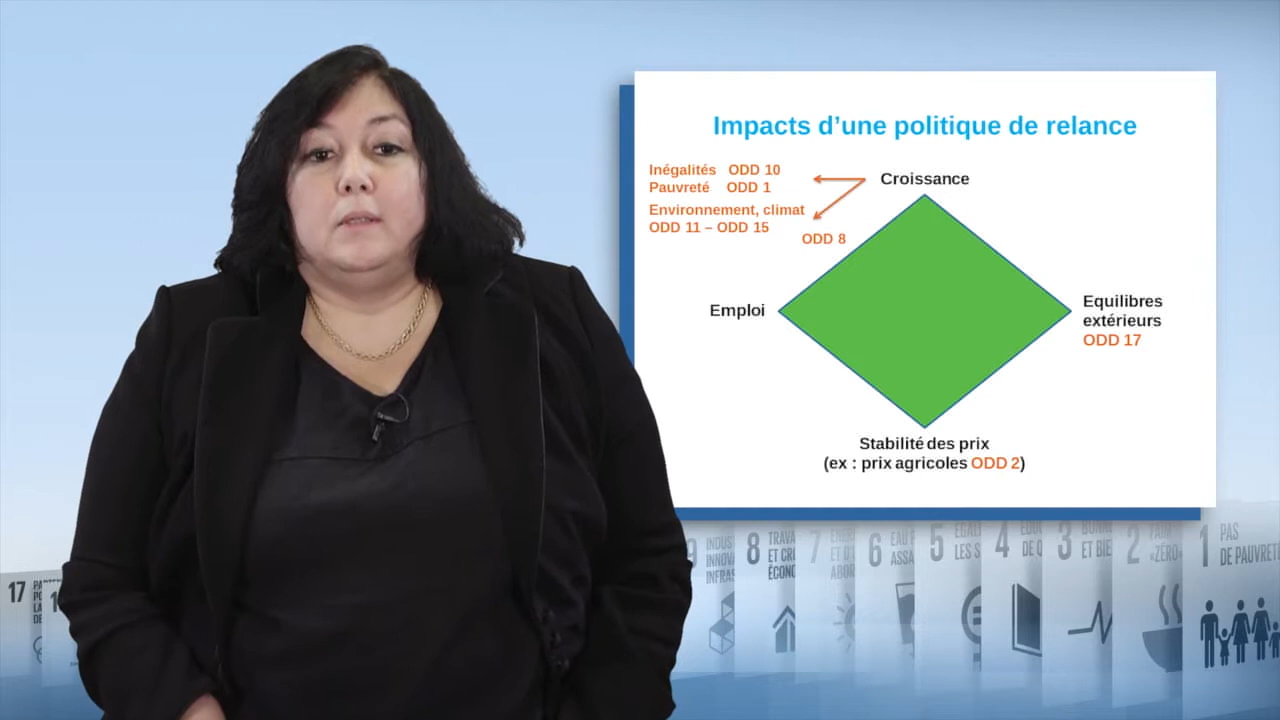 Impacts d’une politique de relance
Inégalités ODD 10
Pauvreté ODD 1
Environnement, climat
ODD 11 – ODD 15
ODD 8
Croissance
Emploi
Equilibres
extérieurs
ODD 17
Stabilité des prix
(ex : prix agricoles ODD 2)
17
9
8
7
6
5
4
3
2
1 PAS
DE PAUVRETÉ